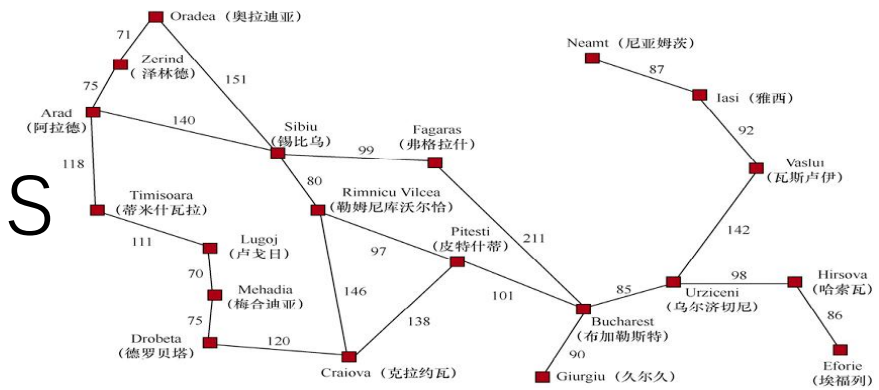 Oradea（奥拉迪亚）
71
Zerind
（泽林德）
151
75
Arad
（阿拉德）
140
Sibiu
（锡比乌）
99
Fagaras
（弗格拉什）
118
80
Rimnicu Vilcea
（勒姆尼库沃尔恰）
S
Timisoara
（蒂米什瓦拉）
111
Lugoj
（卢戈日）
70
Mehadia
（梅合迪亚）
75
Drobeta
（德罗贝塔）
120
146
97
Pitesti
（皮特什蒂）
211
101
138
Craiova（克拉约瓦）
Neamt（尼亚姆茨）
87
Iasi（雅西）
92
Vaslui
（瓦斯卢伊）
142
85
98
Hirsova
（哈索瓦）
Urziceni
（乌尔济切尼）
86
Bucharest
（布加勒斯特）
90
Giurgiu（久尔久）
Eforie
（埃福列）